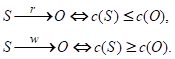 S —r→ O ⇔ c(S) ≤ c(O),
S —w→ O ⇔ c(S) ≥ c(O).